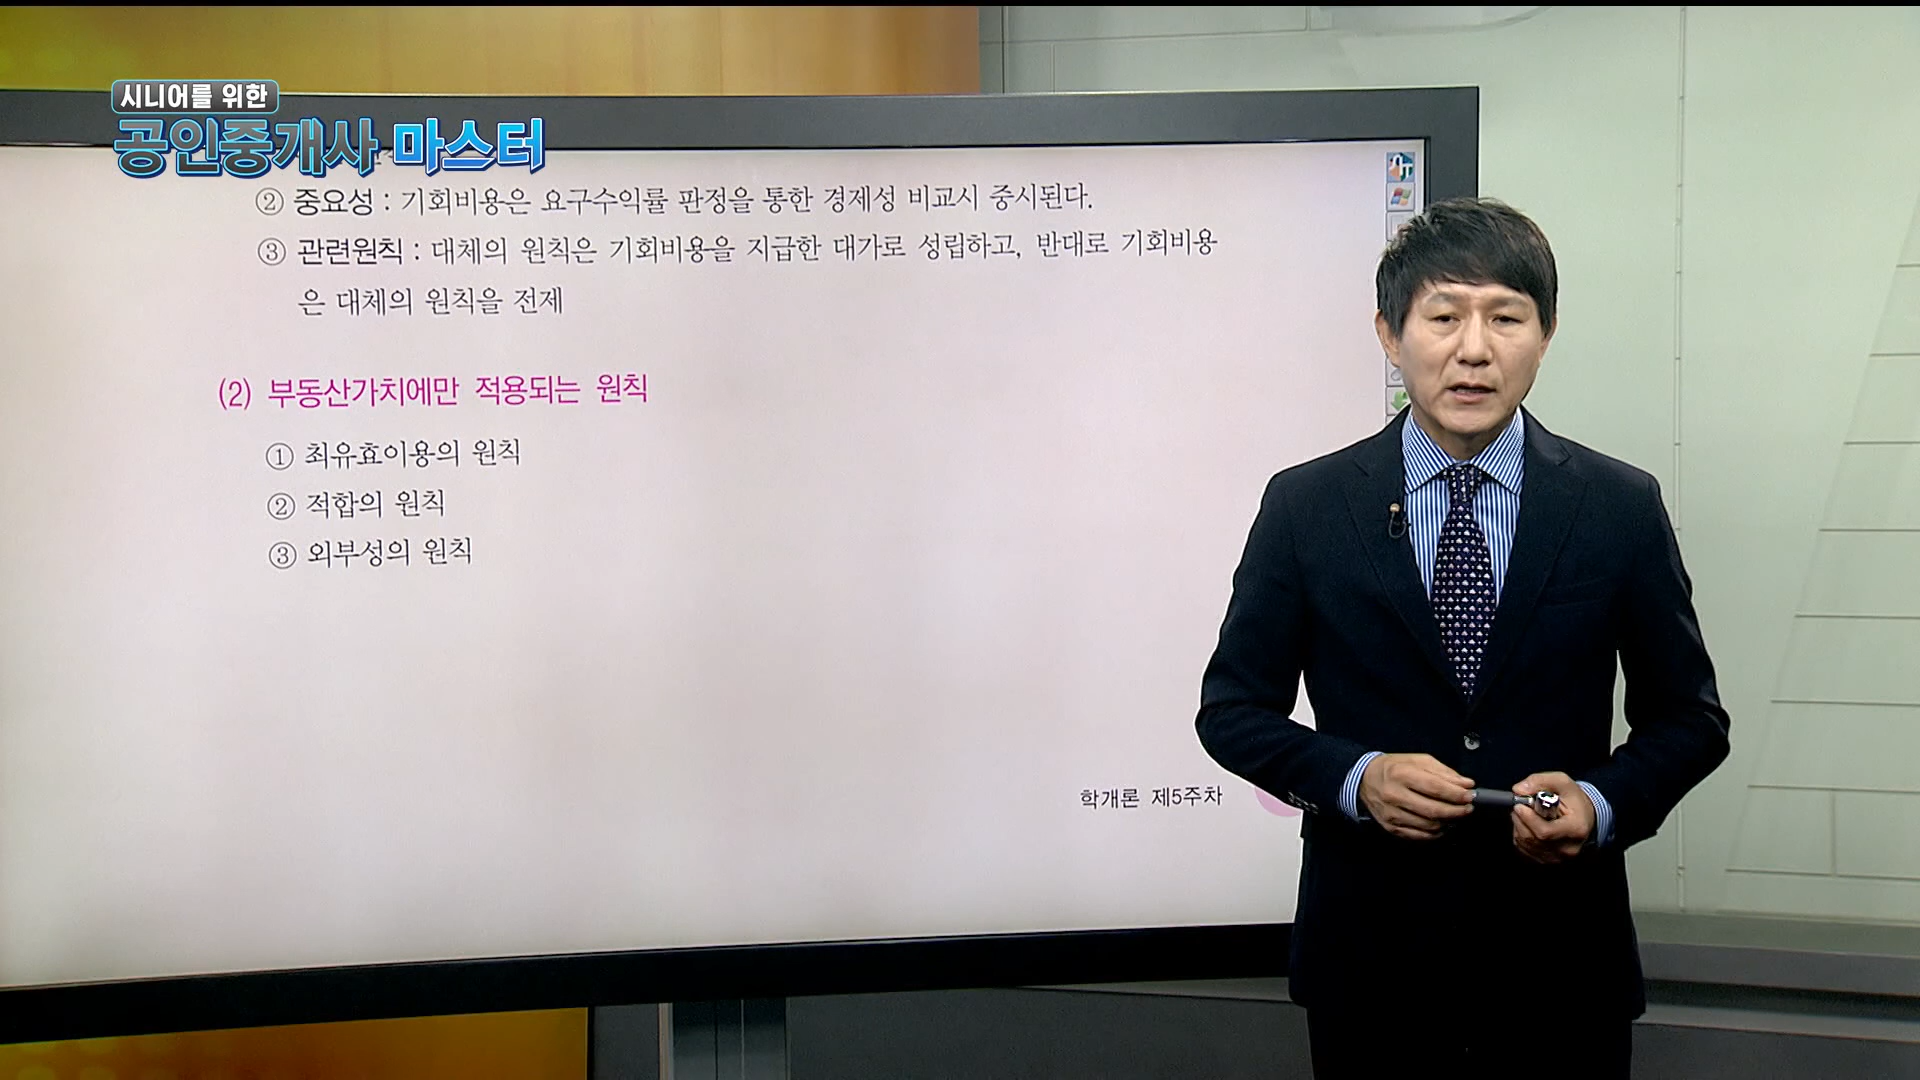 시니어를 위한
공인중개사 마스터
② 중요성 : 기회비용은 요구수익률 판정을 통한 경제성 비교시 중시된다.
③ 관련원칙 : 대체의 원칙은 기회비용을 지급한 대가로 성립하고, 반대로 기회비용
은 대체의 원칙을 전제
(2) 부동산가치에만 적용되는 원칙
① 최유효이용의 원칙
② 적합의 원칙
③ 외부성의 원칙
학개론 제5주차